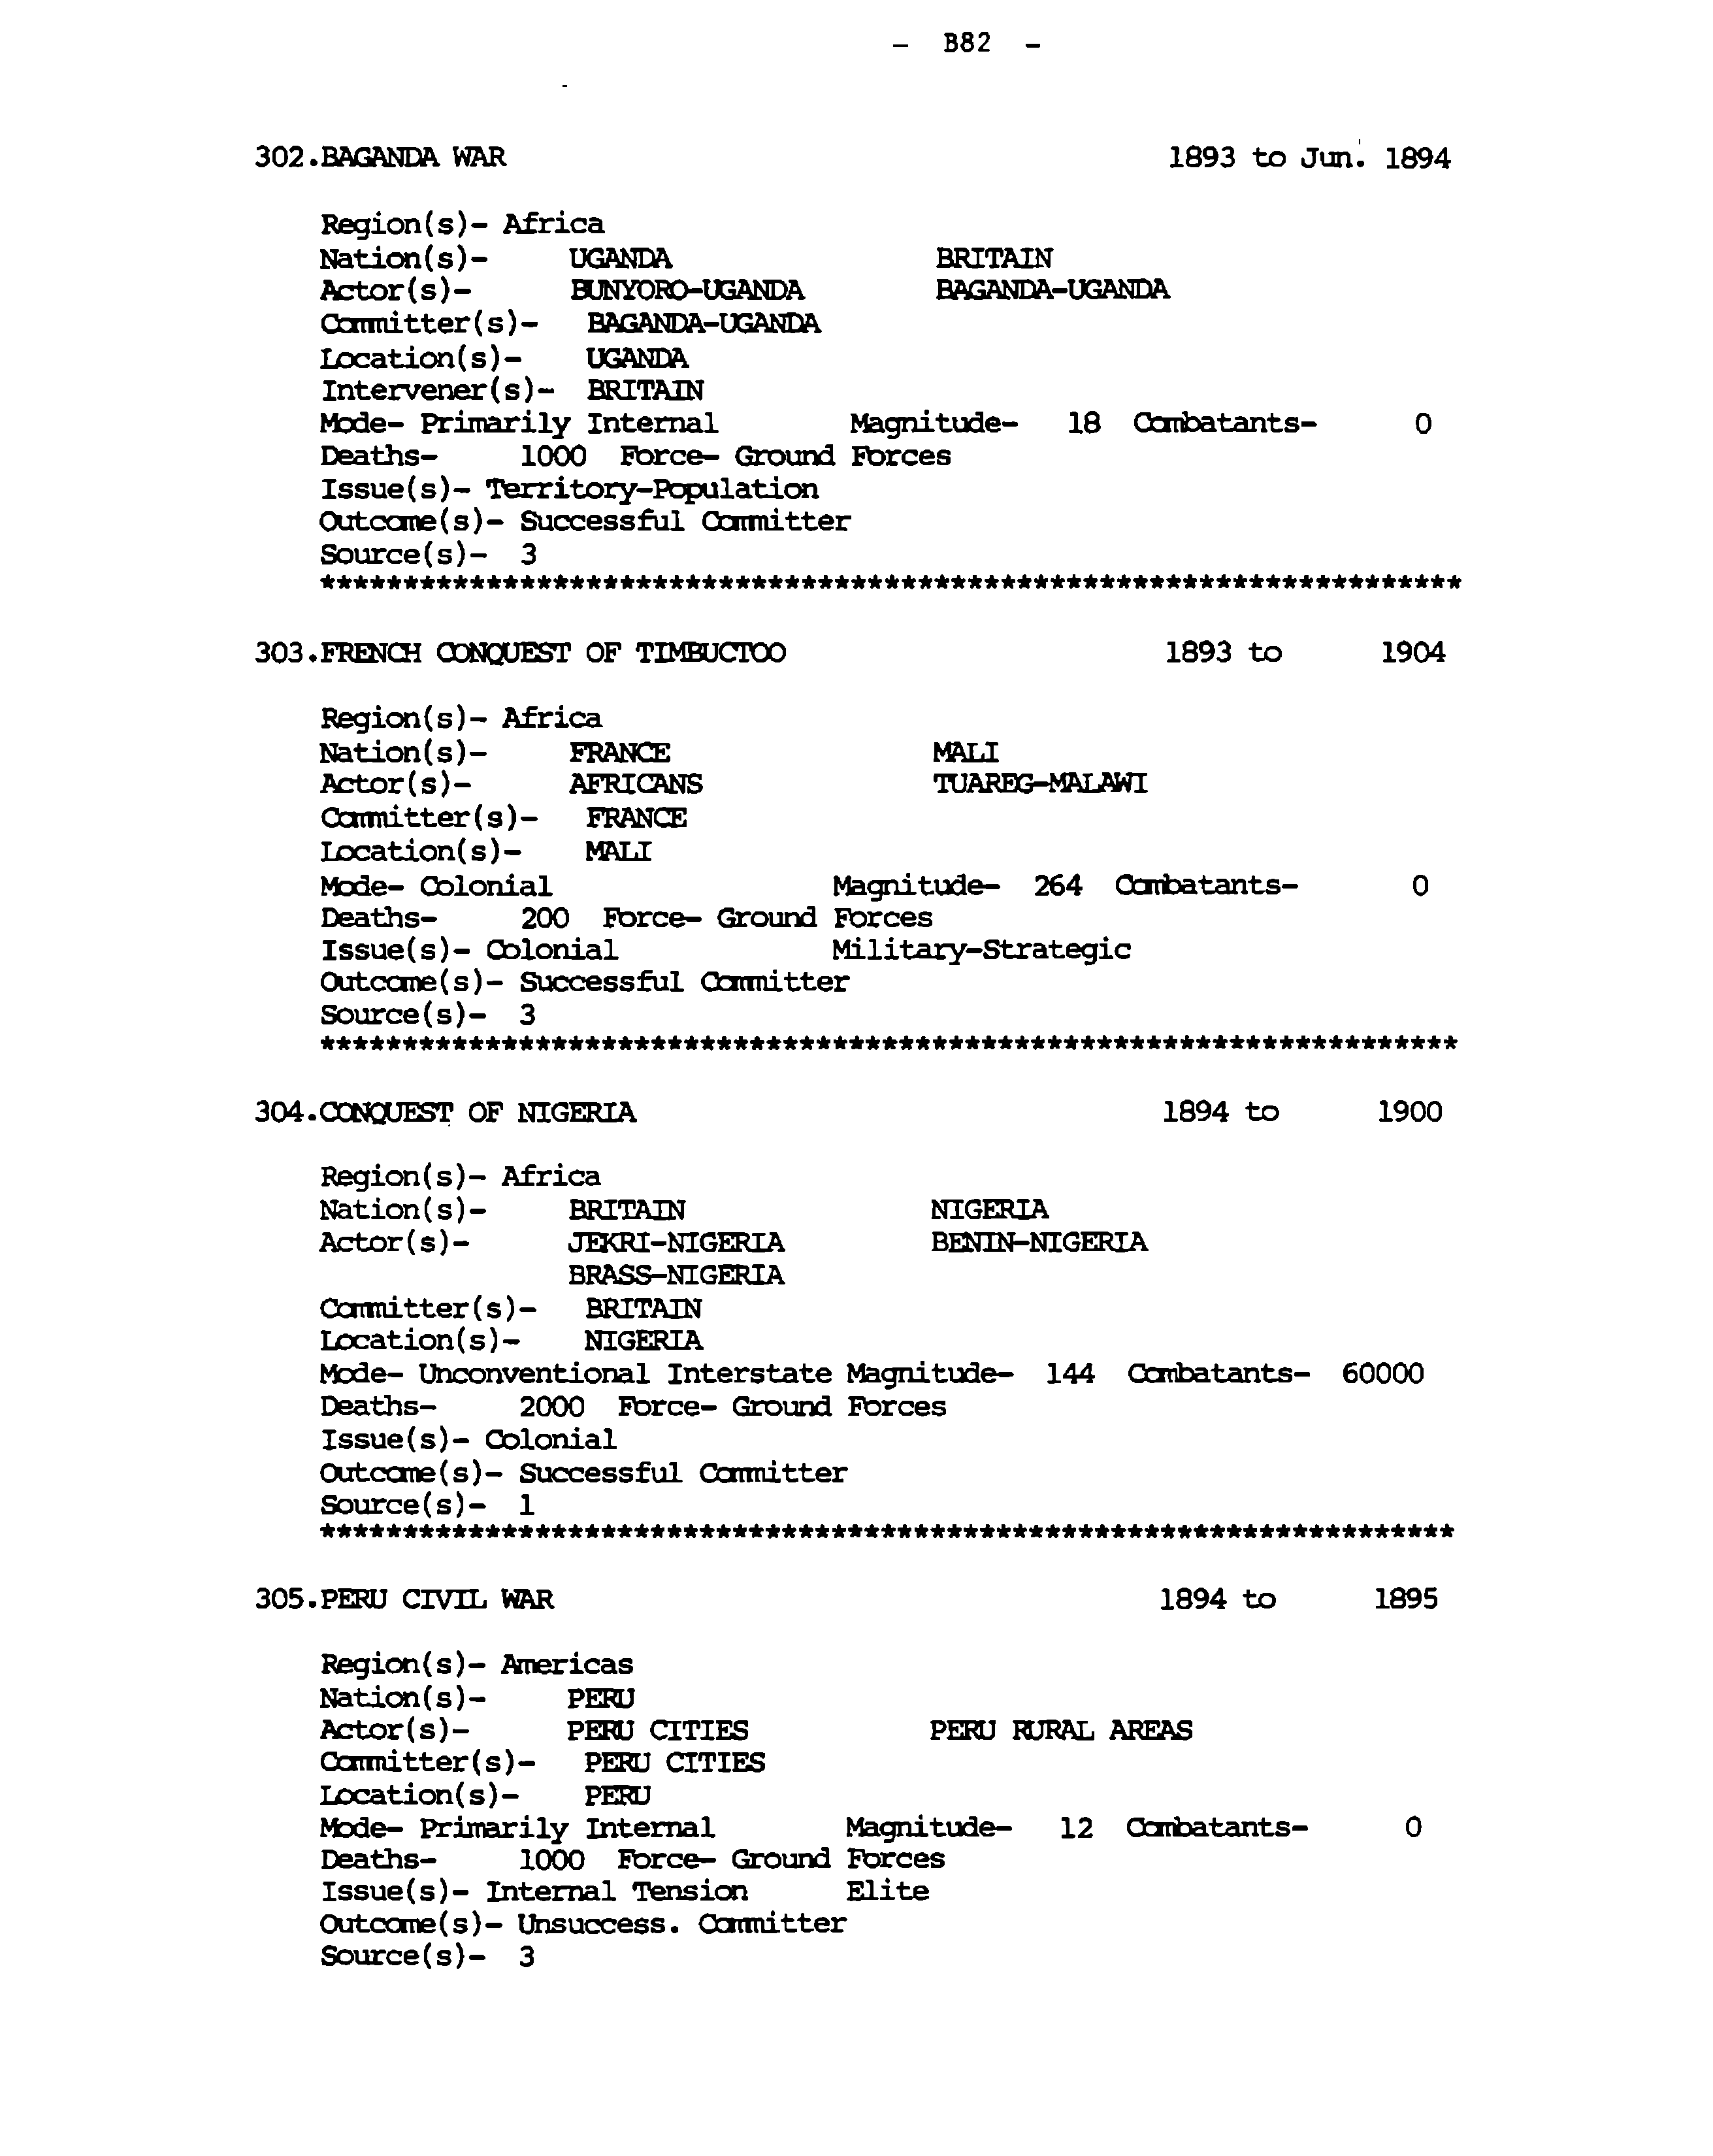 - B82 -
302.BAGANDA WAR 1893 to Jun. 1894
Region(s)- Africa
Nation(s)- UGANDA BRITAIN
Actor(s)- BUNYORO-UGANDA BAGANDA-UGANDA
Committer(s)- BAGANDA-UGANDA
Location(s)- UGANDA
Intervener(s)- BRITAIN
Mode- Primarily Internal Magnitude- 18 Combatants- 0
Deaths- 1000 Force- Ground Forces
Issue(s)- Territory-Population
Outcome(s)- Successful Committer
Source(s)- 3
*********************************************************************
303.FRENCH CONQUEST OF TIMBUCTOO 1893 to 1904
Region(s)- Africa
Nation(s)- FRANCE MALI
Actor(s)- AFRICANS TUAREG-MALAWI
Committer(s)- FRANCE
Location(s)- MALI
Mode- Colonial Magnitude- 264 Combatants- 0
Deaths- 200 Force- Ground Forces
Issue(s)- Colonial Military-Strategic
Outcome(s)- Successful Committer
Source(s)- 3
*********************************************************************
304.CONQUEST OF NIGERIA 1894 to 1900
Region(s)- Africa
Nation(s)- BRITAIN NIGERIA
Actor(s)- JEKRI-NIGERIA BENIN-NIGERIA
BRASS-NIGERIA
Committer(s)- BRITAIN
Location(s)- NIGERIA
Mode- Unconventional Interstate Magnitude- 144 Combatants- 60000
Deaths- 2000 Force- Ground Forces
Issue(s)- Colonial
Outcome(s)- Successful Committer
Source(s)- 1
*********************************************************************
305.PERU CIVIL WAR 1894 to 1895
Region(s)- Americas
Nation(s)- PERU
Actor(s)- PERU CITIES PERU RURAL AREAS
Committer(s)- PERU CITIES
Location(s)- PERU
Mode- Primarily Internal Magnitude- 12 Combatants- 0
Deaths- 1000 Force- Ground Forces
Issue(s)- Internal Tension Elite
Outcome(s)- Unsuccess. Committer
Source(s)- 3